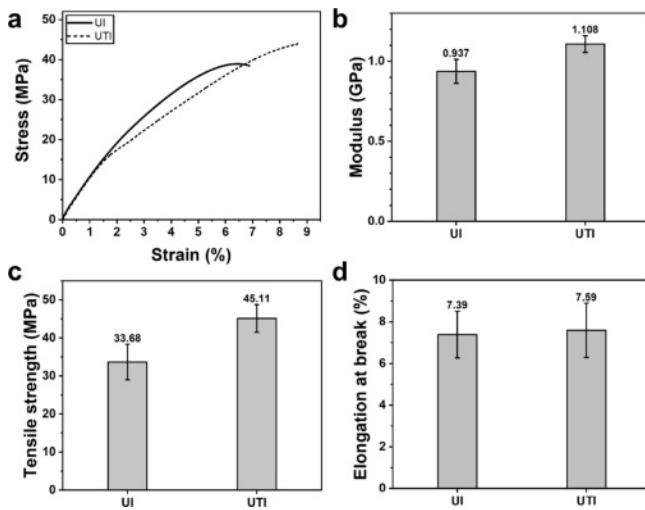 a
UI
UTI
Stress (MPa)
50
40
30
20
10
0
0 1 2 3 4 5 6 7 8 9
Strain (%)
b
Modulus (GPa)
1.0
0.5
0.0
0.937
1.108
UI UTI
c
Tensile strength (MPa)
50
40
30
20
10
0
33.68
45.11
UI UTI
d
Elongation at break (%)
10
8
6
4
2
0
7.39
7.59
UI UTI